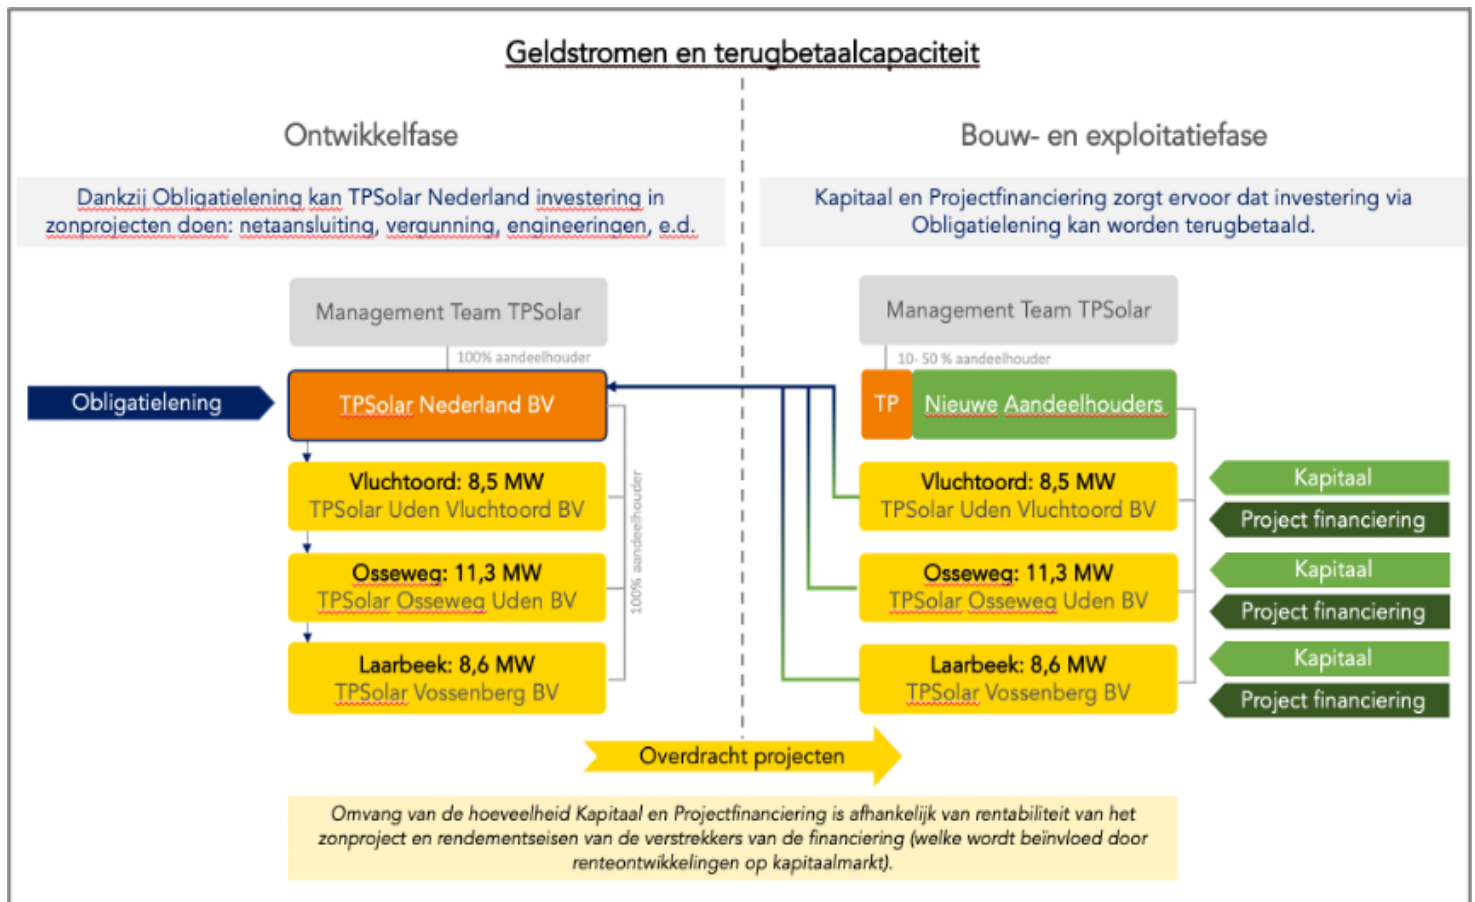 Geldstromen en terugbetaalcapaciteit
Ontwikkelfase
Dankzij Obligatielening kan TPSolar Nederland investering in
zonprojecten doen: netaansluiting, vergunning, engineeringen, e.d.
Management Team TPSolar
100% aandeelhouder
Obligatielening
TPSolar Nederland BV
Vluchtoord: 8,5 MW
TPSolar Uden Vluchtoord BV
Osseweg: 11,3 MW
TPSolar Osseweg Uden BV
Laarbeek: 8,6 MW
TPSolar Vossenberg BV
100% aandeelhouder
Bouw- en exploitatiefase
Kapitaal en Projectfinanciering zorgt ervoor dat investering via
Obligatielening kan worden terugbetaald.
Management Team TPSolar
10- 50 % aandeelhouder
TP
Nieuwe Aandeelhouders
Vluchtoord: 8,5 MW
TPSolar Uden Vluchtoord BV
Kapitaal
Project financiering
Osseweg: 11,3 MW
TPSolar Osseweg Uden BV
Kapitaal
Project financiering
Laarbeek: 8,6 MW
TPSolar Vossenberg BV
Kapitaal
Project financiering
Overdracht projecten
Omvang van de hoeveelheid Kapitaal en Projectfinanciering is afhankelijk van rentabiliteit van het
zonproject en rendementseisen van de verstrekkers van de financiering (welke wordt beïnvloed door
renteontwikkelingen op kapitaalmarkt).